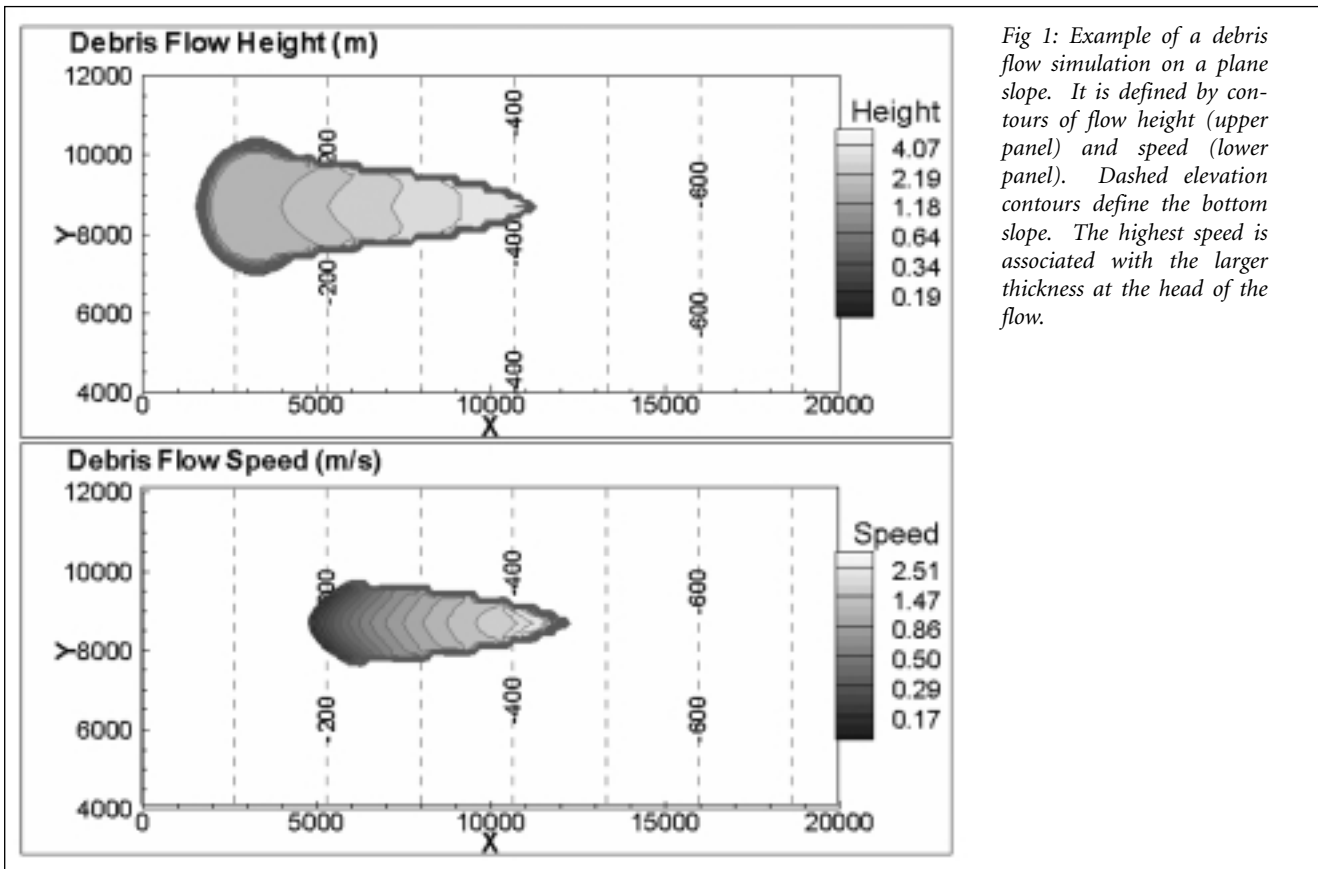 Debris Flow Height (m)
12000
10000
8000
6000
4000
Y
0
5000
10000
15000
20000
X
-200
-400
-400
-400
-600
-600
Height
4.07
2.19
1.18
0.64
0.34
0.19
Debris Flow Speed (m/s)
12000
10000
8000
6000
4000
Y
0
5000
10000
15000
20000
X
-200
-400
-400
-600
-600
Speed
2.51
1.47
0.86
0.50
0.29
0.17
Fig 1: Example of a debris
flow simulation on a plane
slope. It is defined by con-
tours of flow height (upper
panel) and speed (lower
panel). Dashed elevation
contours define the bottom
slope. The highest speed is
associated with the larger
thickness at the head of the
flow.